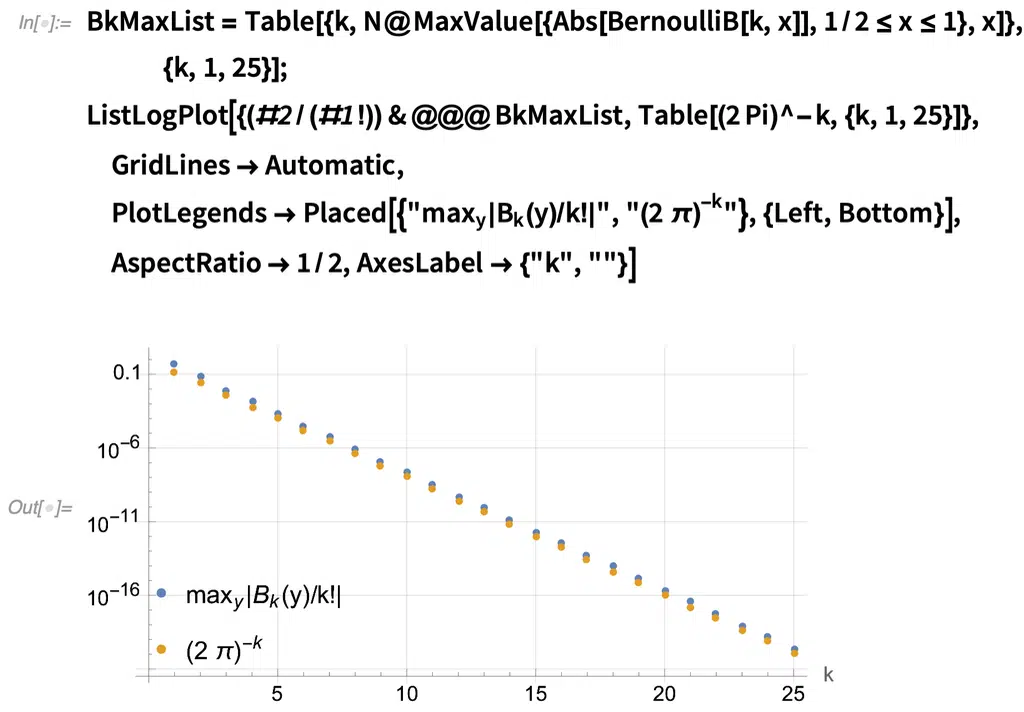 In[•]:= BkMaxList = Table[{k, N@MaxValue[{Abs[BernoulliB[k, x]], 1/2 ≤ x ≤ 1}, x]},
{k, 1, 25}];
ListLogPlot[{(#2/(#1!)) & @@@ BkMaxList, Table[(2 Pi)^-k, {k, 1, 25}]},
GridLines → Automatic,
PlotLegends → Placed[{"maxᵧ|Bₖ(y)/k!|", "(2 π)⁻ᵏ"}, {Left, Bottom}],
AspectRatio → 1/2, AxesLabel → {"k", ""}]
Out[•]=
0.1
10⁻⁶
10⁻¹¹
10⁻¹⁶
maxᵧ|Bₖ(y)/k!|
(2 π)⁻ᵏ
5 10 15 20 25
k